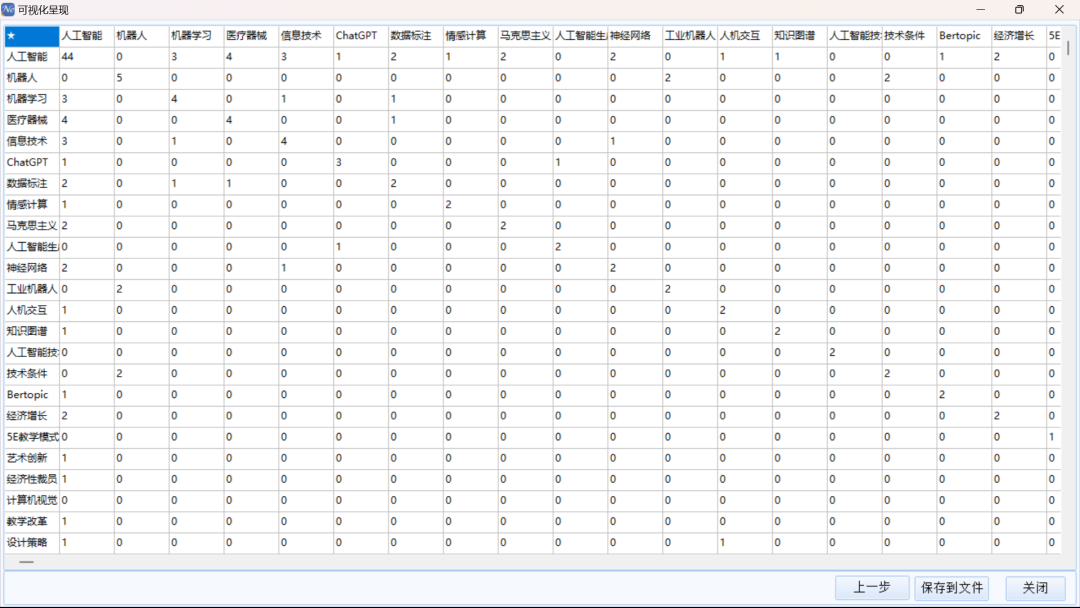 可视化呈现
* 人工智能 机器人 机器学习 医疗器械 信息技术 ChatGPT 数据标注 情感计算 马克思主义 人工智能生 神经网络 工业机器人 人机交互 知识图谱 人工智能技 技术条件 Bertopic 经济增长 5E
人工智能 44 0 3 4 3 1 2 1 2 0 2 0 1 1 0 0 1 2 0
机器人 0 5 0 0 0 0 0 0 0 0 0 2 0 0 0 2 0 0 0
机器学习 3 0 4 0 1 0 1 0 0 0 0 0 0 0 0 0 0 0 0
医疗器械 4 0 0 4 0 0 1 0 0 0 0 0 0 0 0 0 0 0 0
信息技术 3 0 1 0 4 0 0 0 0 0 1 0 0 0 0 0 0 0 0
ChatGPT 1 0 0 0 0 3 0 0 0 1 0 0 0 0 0 0 0 0 0
数据标注 2 0 1 1 0 0 2 0 0 0 0 0 0 0 0 0 0 0 0
情感计算 1 0 0 0 0 0 0 2 0 0 0 0 0 0 0 0 0 0 0
马克思主义 2 0 0 0 0 0 0 0 2 0 0 0 0 0 0 0 0 0 0
人工智能生 0 0 0 0 0 1 0 0 0 2 0 0 0 0 0 0 0 0 0
神经网络 2 0 0 0 1 0 0 0 0 0 2 0 0 0 0 0 0 0 0
工业机器人 0 2 0 0 0 0 0 0 0 0 0 2 0 0 0 0 0 0 0
人机交互 1 0 0 0 0 0 0 0 0 0 0 0 2 0 0 0 0 0 0
知识图谱 1 0 0 0 0 0 0 0 0 0 0 0 0 2 0 0 0 0 0
人工智能技 0 0 0 0 0 0 0 0 0 0 0 0 0 0 2 0 0 0 0
技术条件 0 2 0 0 0 0 0 0 0 0 0 0 0 0 0 2 0 0 0
Bertopic 1 0 0 0 0 0 0 0 0 0 0 0 0 0 0 0 2 0 0
经济增长 2 0 0 0 0 0 0 0 0 0 0 0 0 0 0 0 0 2 0
5E教学模式 0 0 0 0 0 0 0 0 0 0 0 0 0 0 0 0 0 0 1
艺术创新 1 0 0 0 0 0 0 0 0 0 0 0 0 0 0 0 0 0 0
经济性裁员 1 0 0 0 0 0 0 0 0 0 0 0 0 0 0 0 0 0 0
计算机视觉 0 0 0 0 0 0 0 0 0 0 0 0 0 0 0 0 0 0 0
教学改革 1 0 0 0 0 0 0 0 0 0 0 0 0 0 0 0 0 0 0
设计策略 1 0 0 0 0 0 0 0 0 0 0 0 1 0 0 0 0 0 0
上一步 保存到文件 关闭